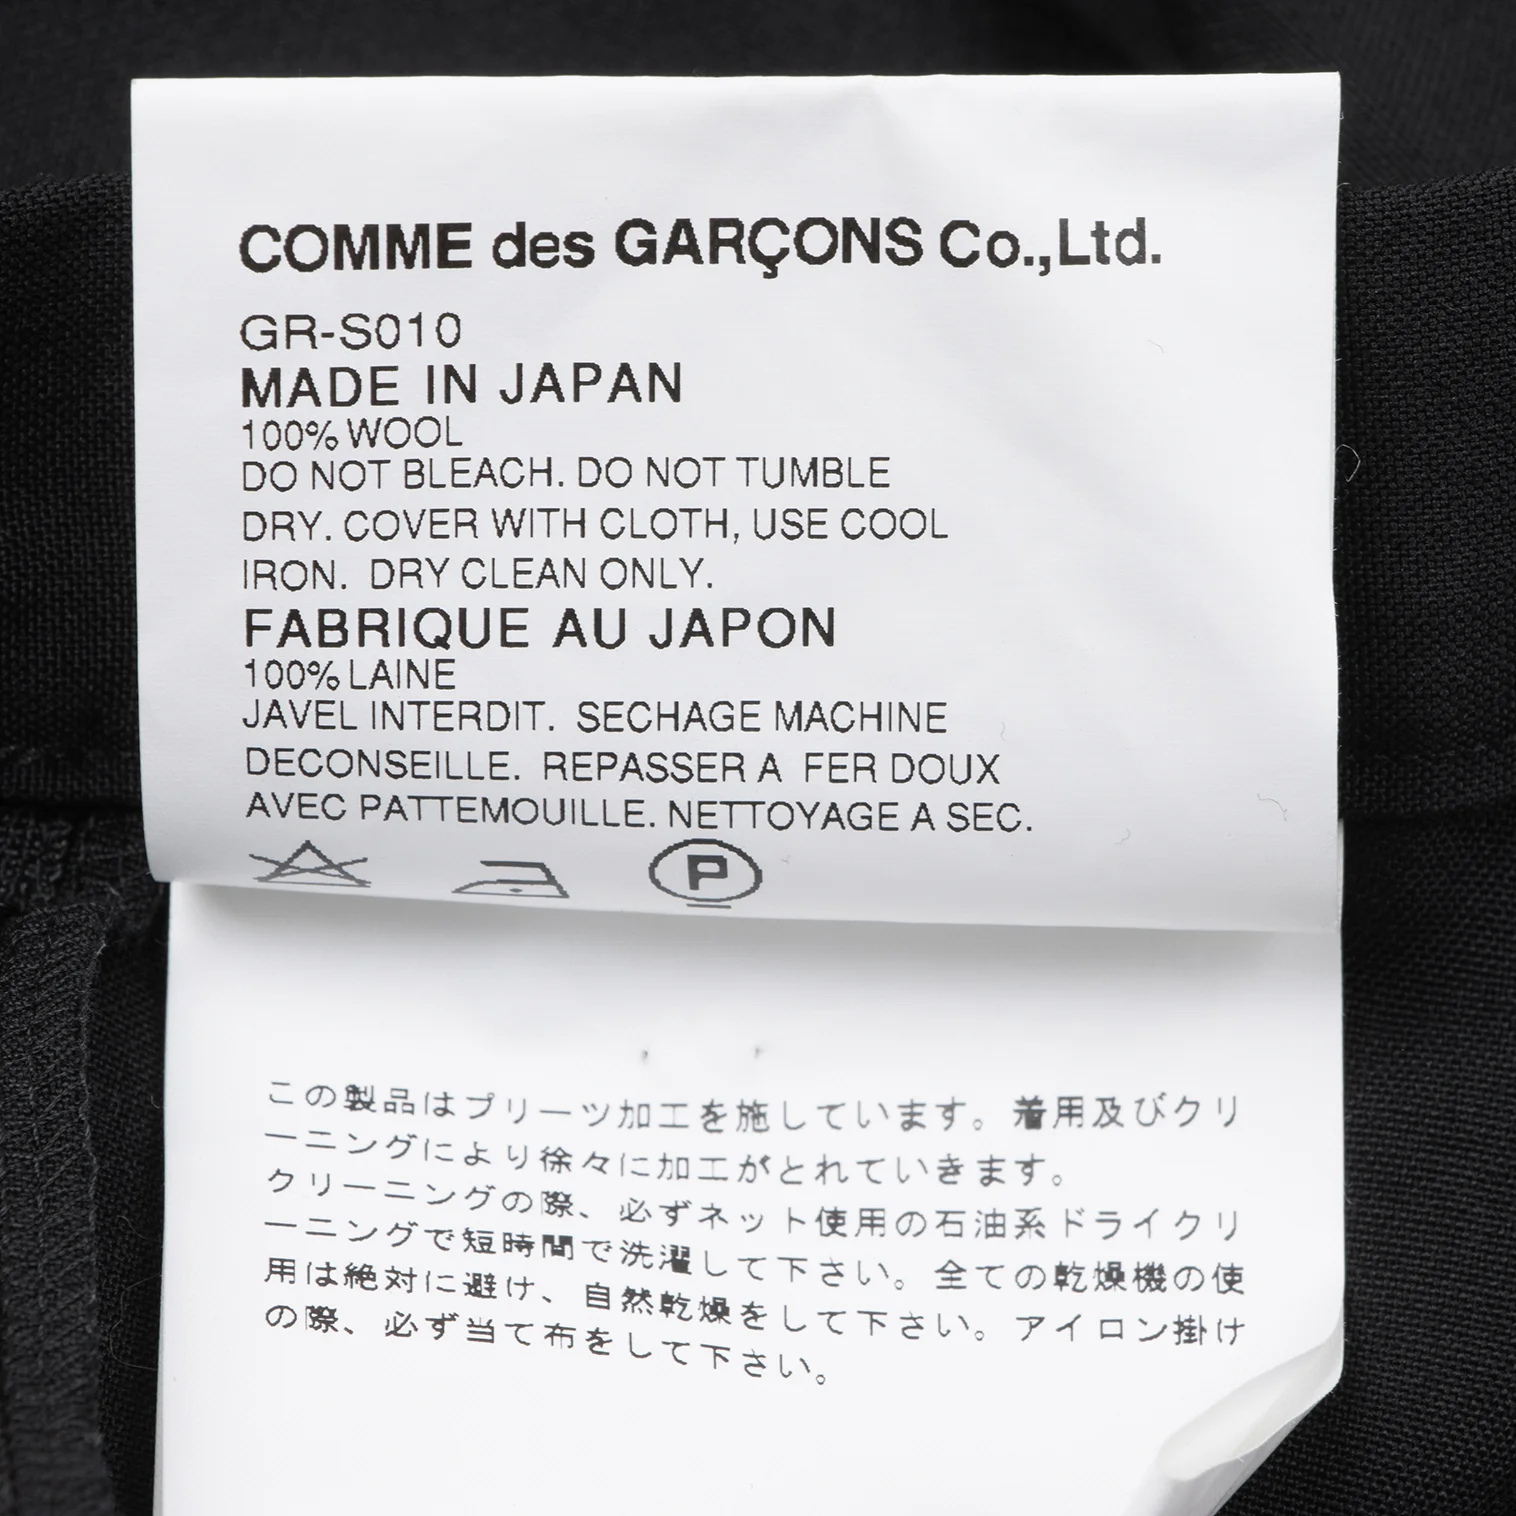 COMME des GARÇONS Co.,Ltd.
GR-S010
MADE IN JAPAN
100% WOOL
DO NOT BLEACH. DO NOT TUMBLE
DRY. COVER WITH CLOTH, USE COOL
IRON. DRY CLEAN ONLY.
FABRIQUE AU JAPON
100% LAINE
JAVEL INTERDIT. SECHAGE MACHINE
DECONSEILLE. REPASSER A FER DOUX
AVEC PATTEMOUILLE. NETTOYAGE A SEC.
P
この製品はプリーツ加工を施しています。着用及びクリ
ーニングにより徐々に加工がとれていきます。
クリーニングの際、必ずネット使用の石油系ドライクリ
ーニングで短時間で洗濯して下さい。全ての乾燥機の使
用は絶対に避け、自然乾燥をして下さい。アイロン掛け
の際、必ず当て布をして下さい。